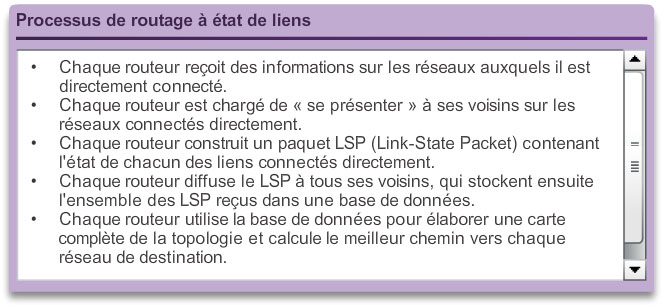 Processus de routage à état de liens
• Chaque routeur reçoit des informations sur les réseaux auxquels il est
directement connecté.
• Chaque routeur est chargé de « se présenter » à ses voisins sur les
réseaux connectés directement.
• Chaque routeur construit un paquet LSP (Link-State Packet) contenant
l'état de chacun des liens connectés directement.
• Chaque routeur diffuse le LSP à tous ses voisins, qui stockent ensuite
l'ensemble des LSP reçus dans une base de données.
• Chaque routeur utilise la base de données pour élaborer une carte
complète de la topologie et calcule le meilleur chemin vers chaque
réseau de destination.